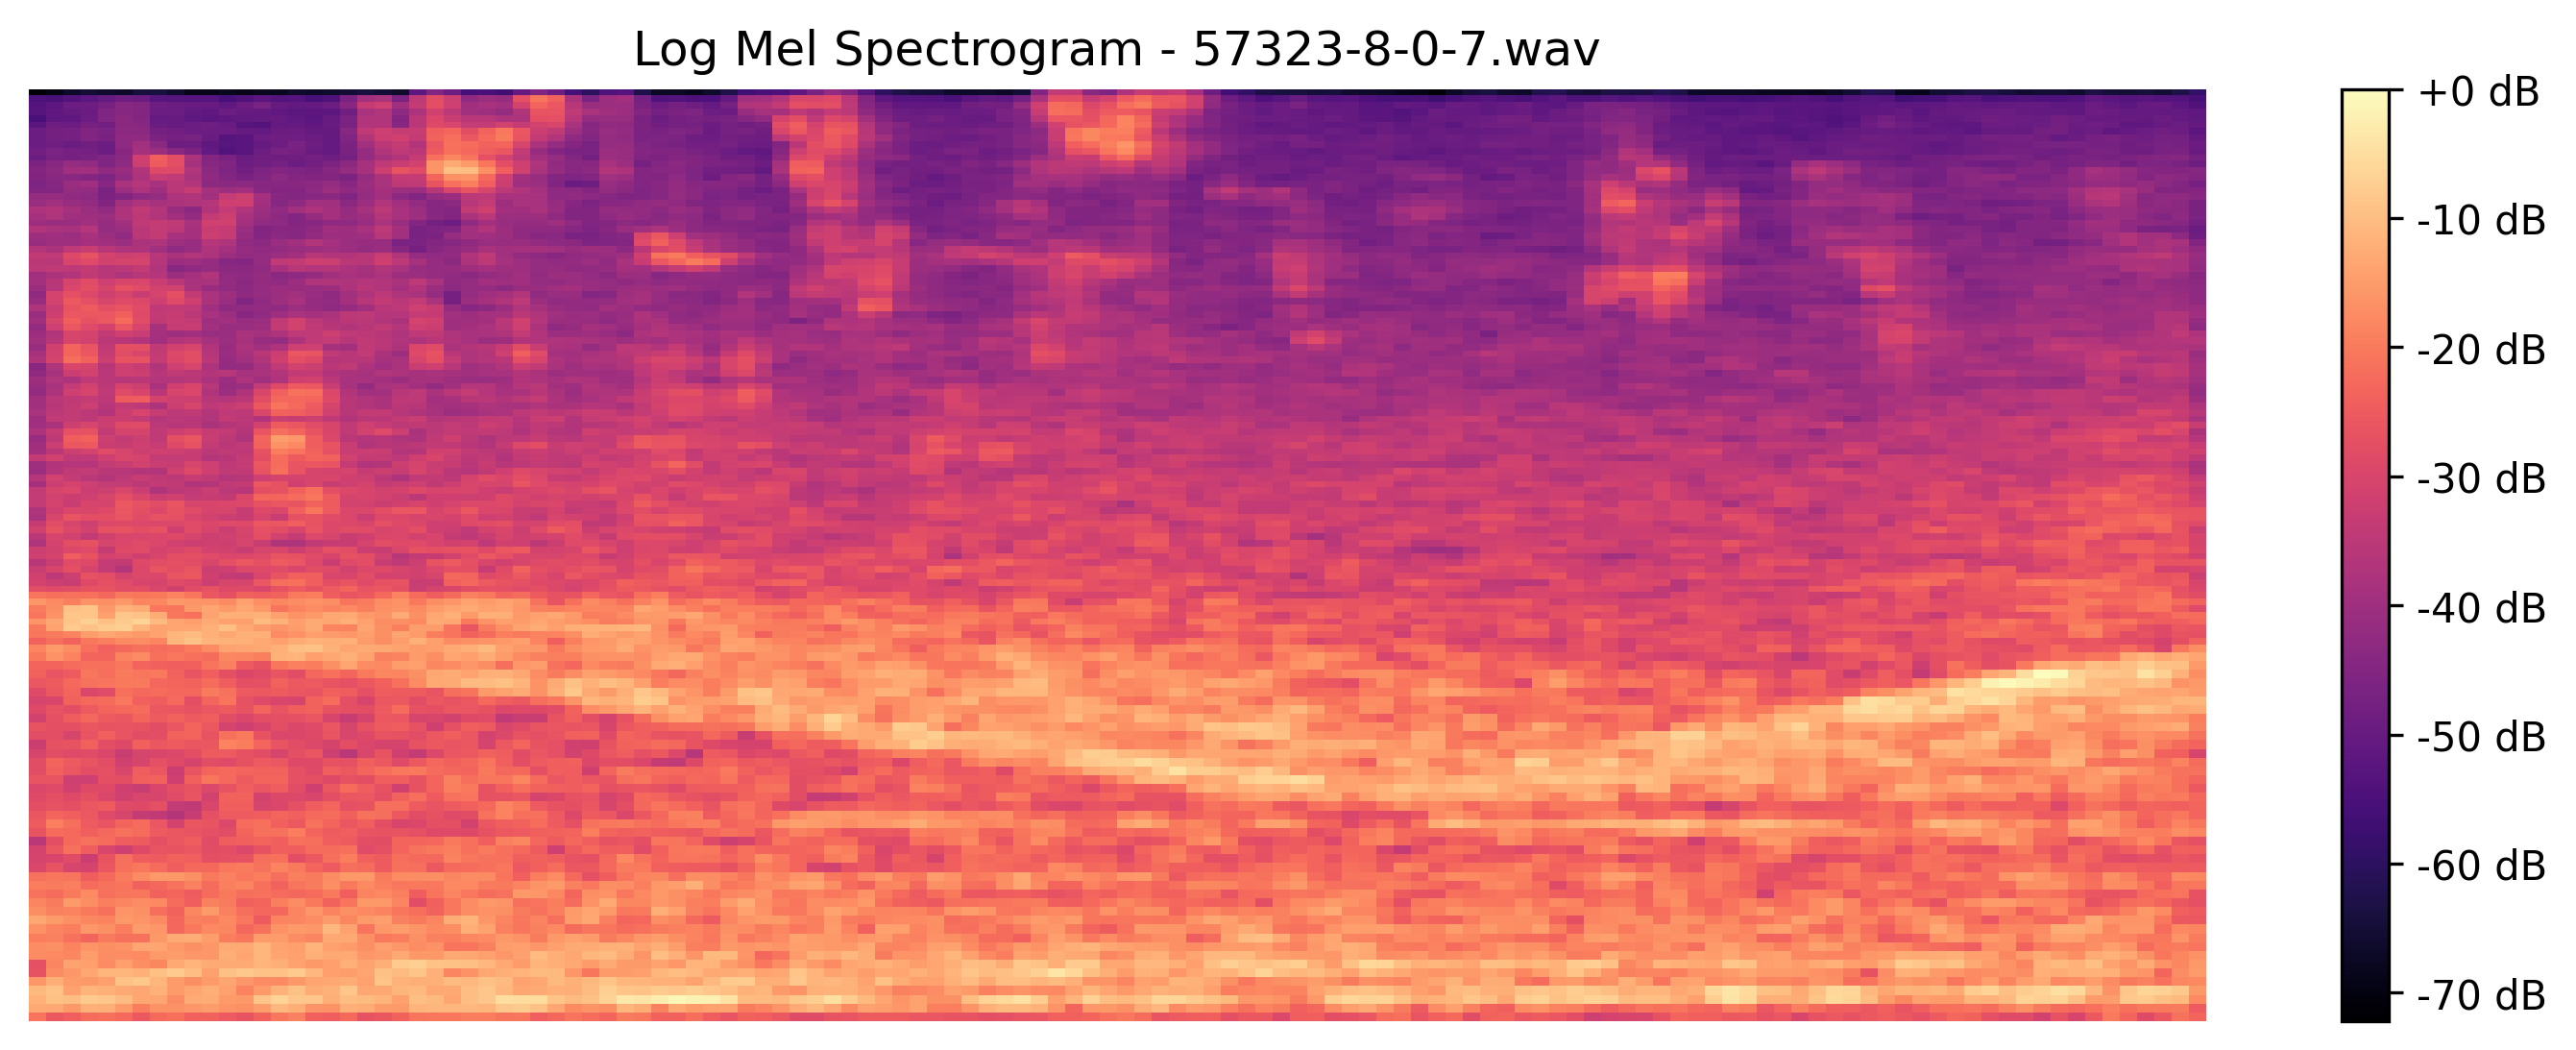 Log Mel Spectrogram - 57323-8-0-7.wav
+0 dB
-10 dB
-20 dB
-30 dB
-40 dB
-50 dB
-60 dB
-70 dB